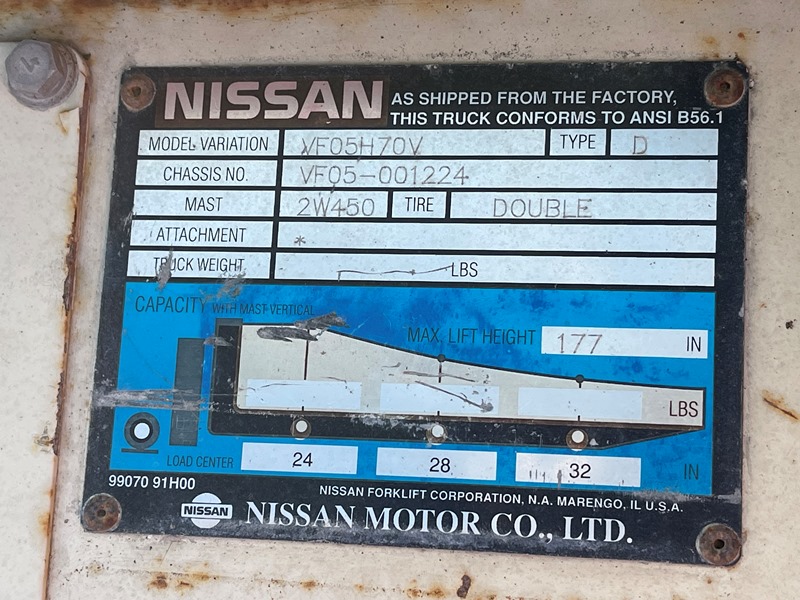 NISSAN AS SHIPPED FROM THE FACTORY,
THIS TRUCK CONFORMS TO ANSI B56.1
MODEL VARIATION VF05H70V TYPE D
CHASSIS NO. VF05-001224
MAST 2W450 TIRE DOUBLE
ATTACHMENT *
TRUCK WEIGHT LBS
CAPACITY WITH MAST VERTICAL
MAX. LIFT HEIGHT 177 IN
LBS
LOAD CENTER 24 28 32 IN
99070 91H00
NISSAN FORKLIFT CORPORATION, N.A. MARENGO, IL U.S.A.
NISSAN NISSAN MOTOR CO., LTD.